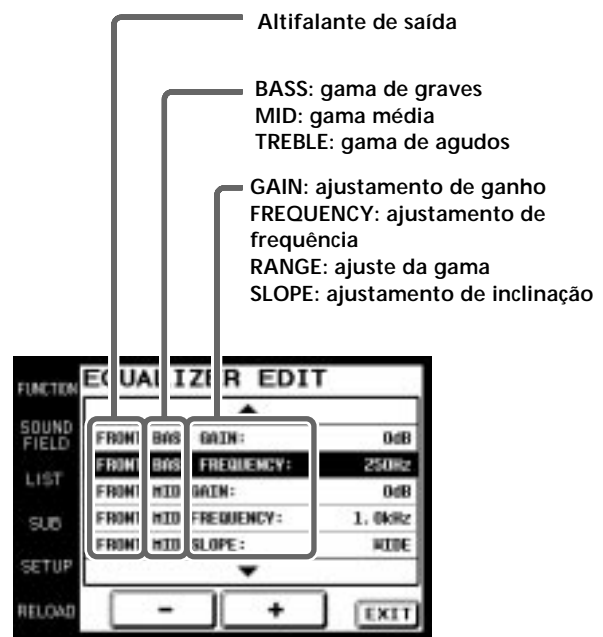 Altifalante de saída
BASS: gama de graves
MID: gama média
TREBLE: gama de agudos
GAIN: ajustamento de ganho
FREQUENCY: ajustamento de
frequência
RANGE: ajuste da gama
SLOPE: ajustamento de inclinação
EQUALIZER EDIT
FUNCTION
SOUND
FIELD
LIST
SUB
SETUP
RELOAD
FRONT BAS GAIN: 0dB
FRONT BAS FREQUENCY: 250Hz
FRONT MID GAIN: 0dB
FRONT MID FREQUENCY: 1.0kHz
FRONT MID SLOPE: WIDE
- + EXIT